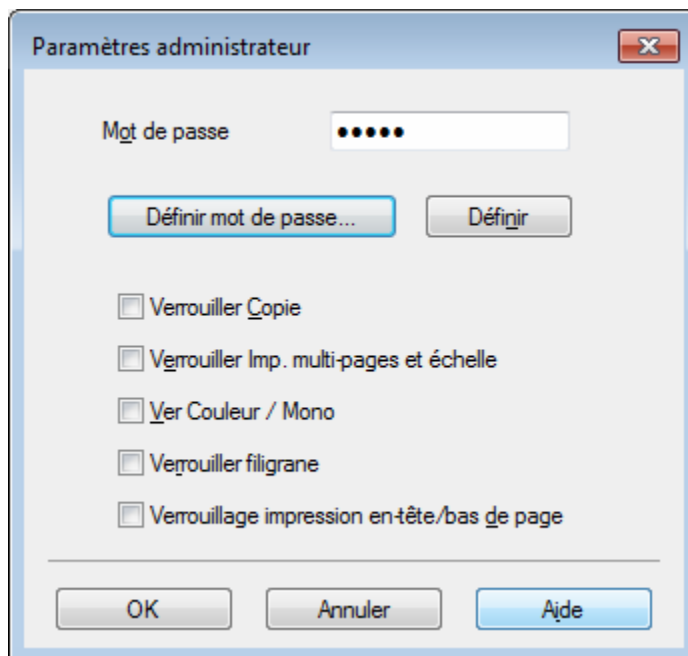 Paramètres administrateur
Mot de passe •••••
Définir mot de passe... Définir
Verrouiller Copie
Verrouiller Imp. multi-pages et échelle
Ver Couleur / Mono
Verrouiller filigrane
Verrouillage impression en-tête/bas de page
OK Annuler Aide